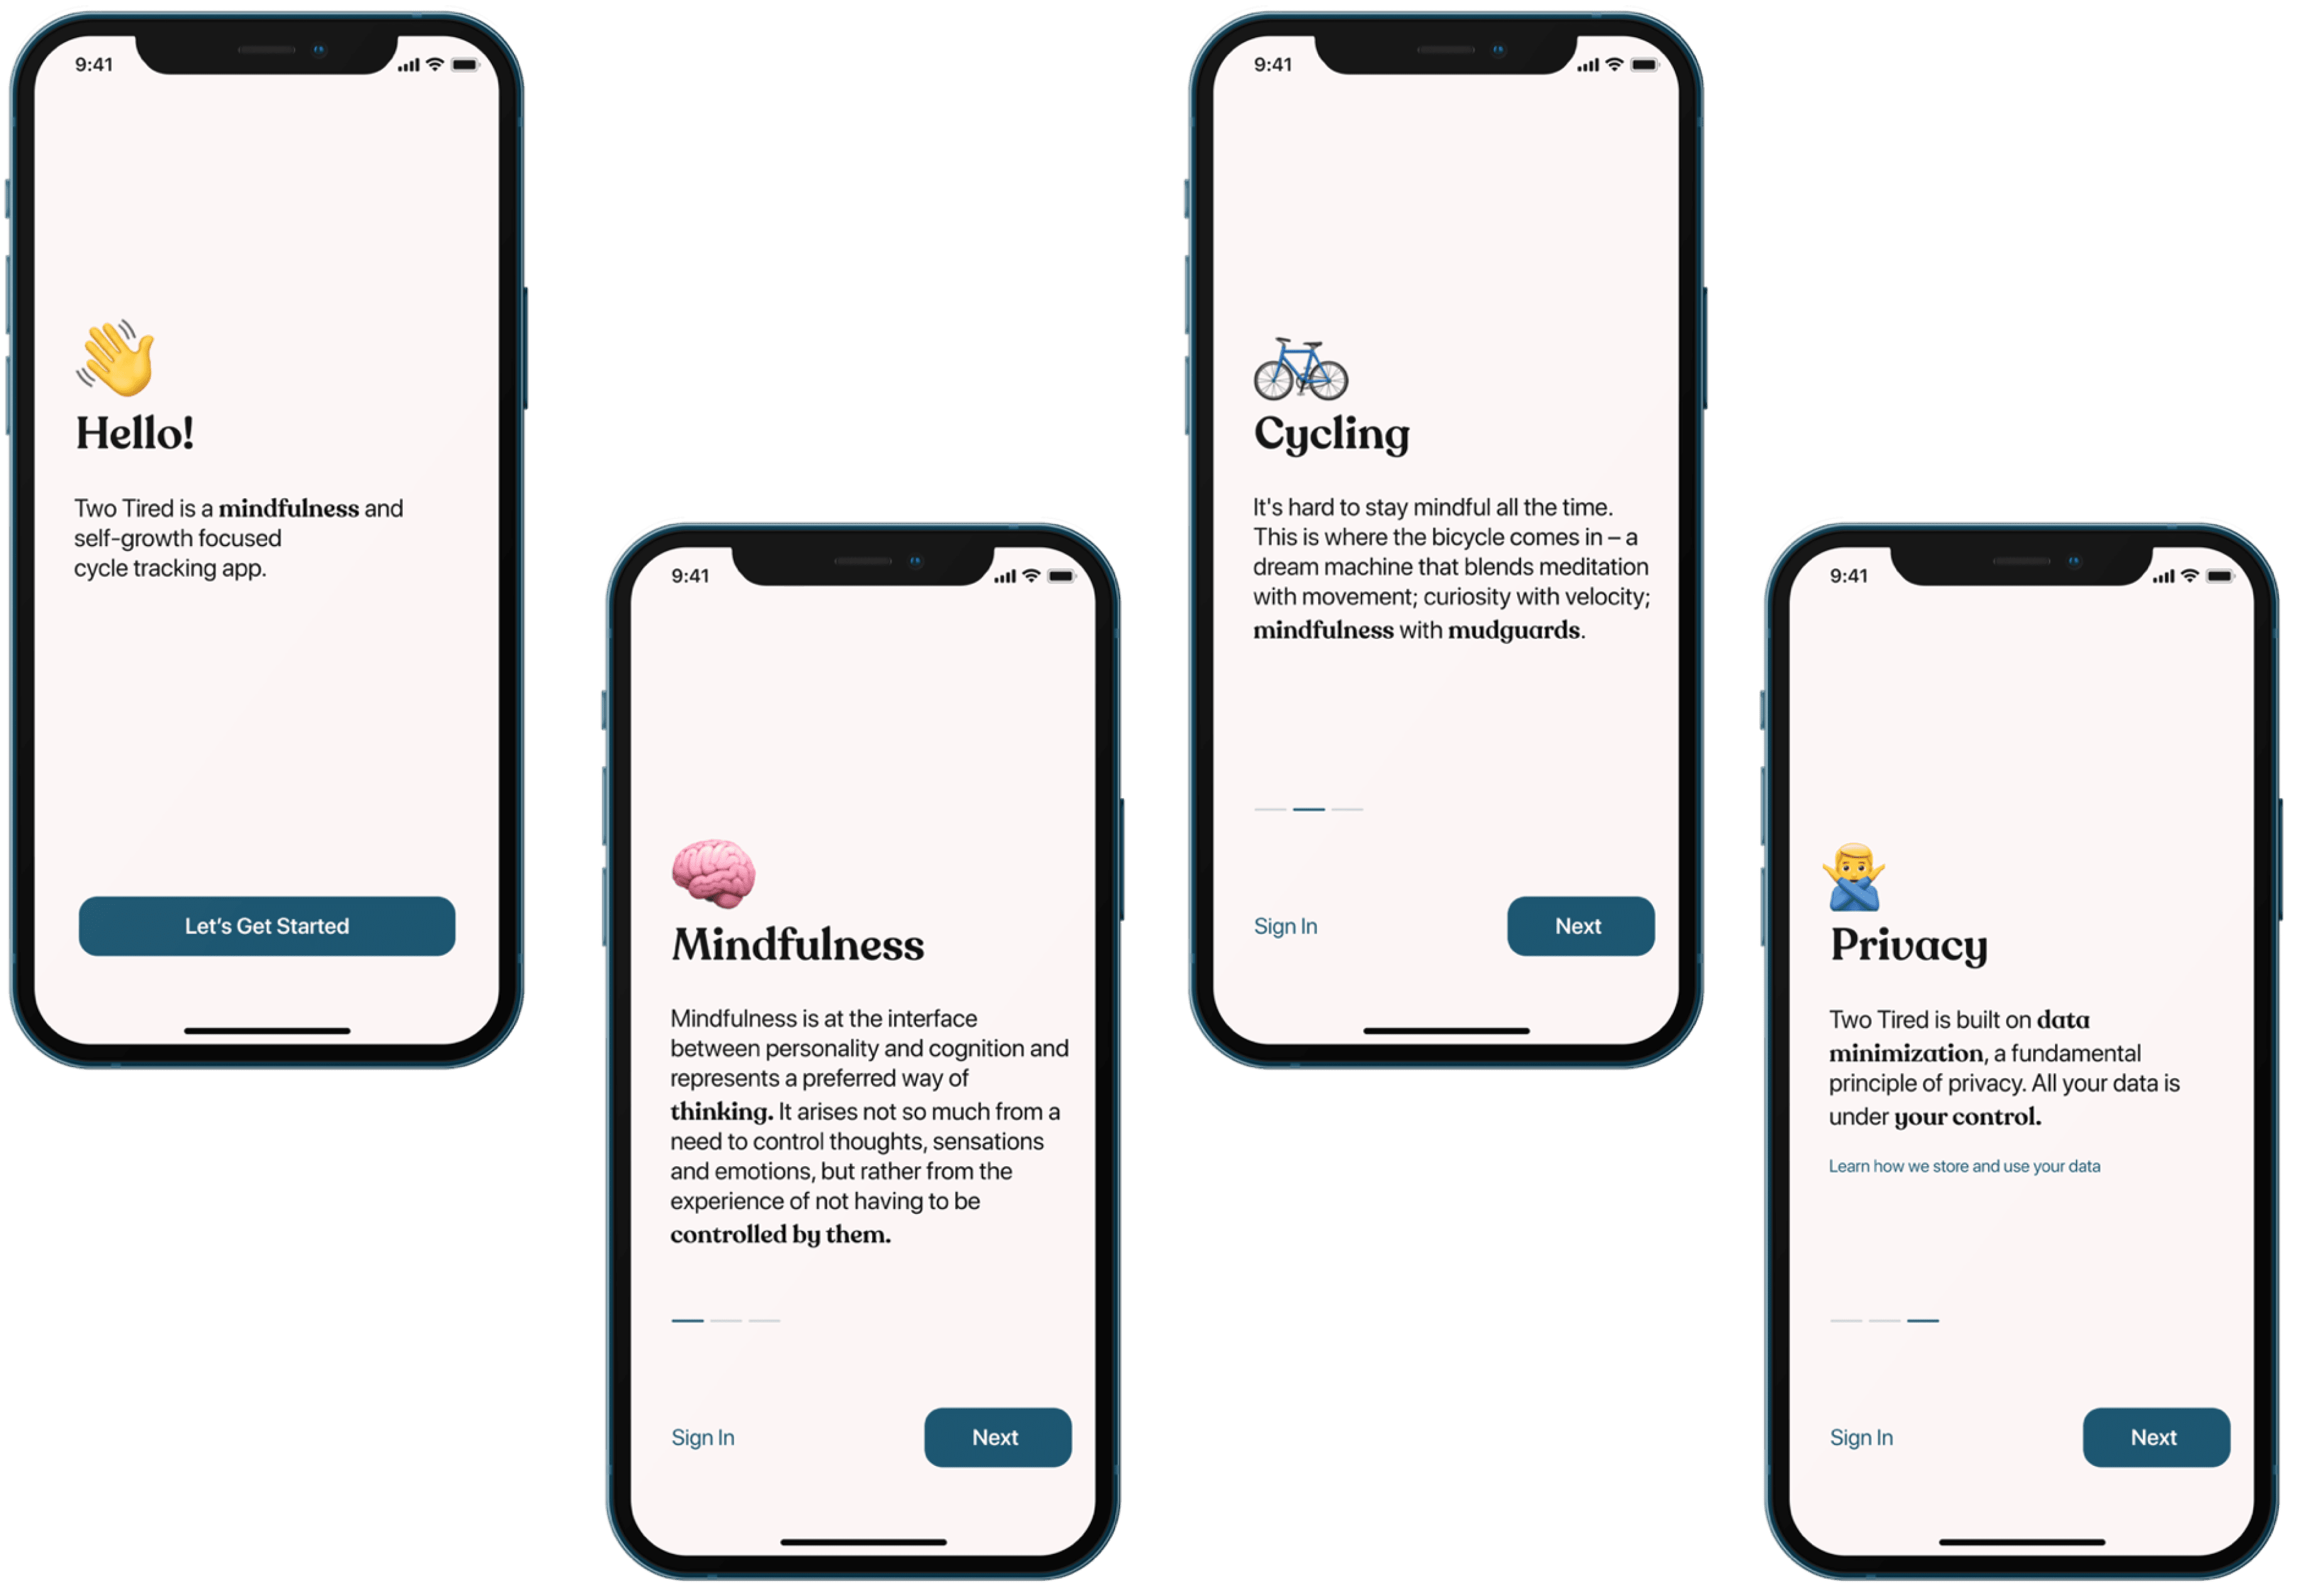 9:41
Hello!
Two Tired is a mindfulness and
self-growth focused
cycle tracking app.
Let's Get Started
9:41
Mindfulness
Mindfulness is at the interface
between personality and cognition and
represents a preferred way of
thinking. It arises not so much from a
need to control thoughts, sensations
and emotions, but rather from the
experience of not having to be
controlled by them.
Sign In
Next
9:41
Cycling
It's hard to stay mindful all the time.
This is where the bicycle comes in – a
dream machine that blends meditation
with movement; curiosity with velocity;
mindfulness with mudguards.
Sign In
Next
9:41
Privacy
Two Tired is built on data
minimization, a fundamental
principle of privacy. All your data is
under your control.
Learn how we store and use your data
Sign In
Next